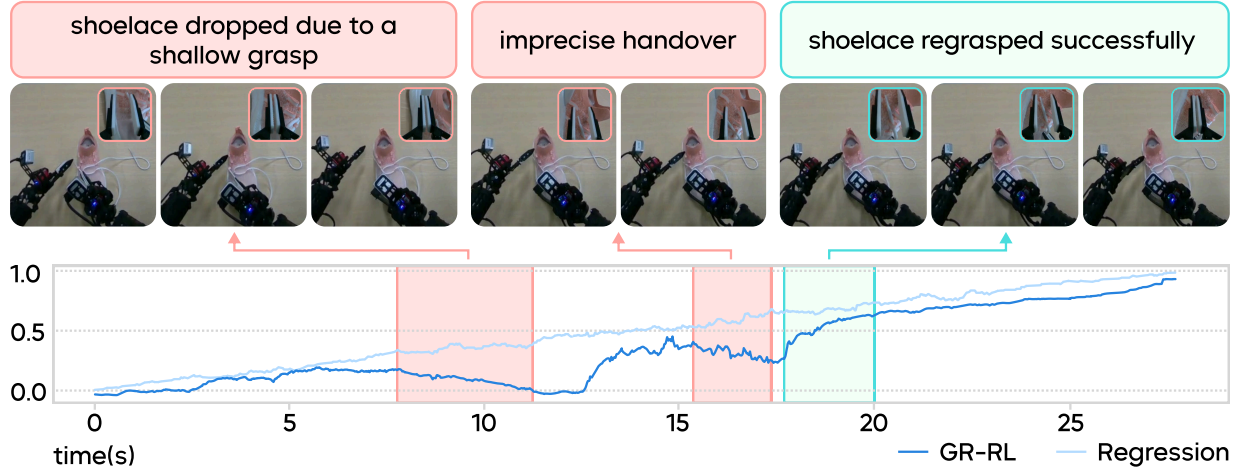 shoelace dropped due to a
shallow grasp
imprecise handover
shoelace regrasped successfully
1.0
0.5
0.0
0
5
10
15
20
25
time(s)
GR-RL
Regression